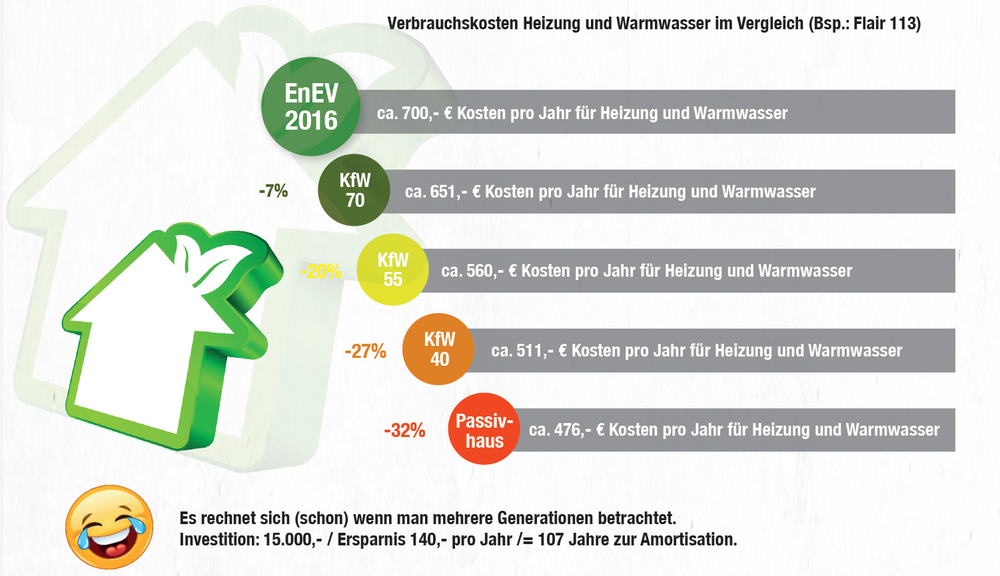 Verbrauchskosten Heizung und Warmwasser im Vergleich (Bsp.: Flair 113)
EnEV
2016
ca. 700,- € Kosten pro Jahr für Heizung und Warmwasser
-7%
KfW
70
ca. 651,- € Kosten pro Jahr für Heizung und Warmwasser
-20%
KfW
55
ca. 560,- € Kosten pro Jahr für Heizung und Warmwasser
-27%
KfW
40
ca. 511,- € Kosten pro Jahr für Heizung und Warmwasser
-32%
Passiv-
haus
ca. 476,- € Kosten pro Jahr für Heizung und Warmwasser
Es rechnet sich (schon) wenn man mehrere Generationen betrachtet.
Investition: 15.000,- / Ersparnis 140,- pro Jahr /= 107 Jahre zur Amortisation.